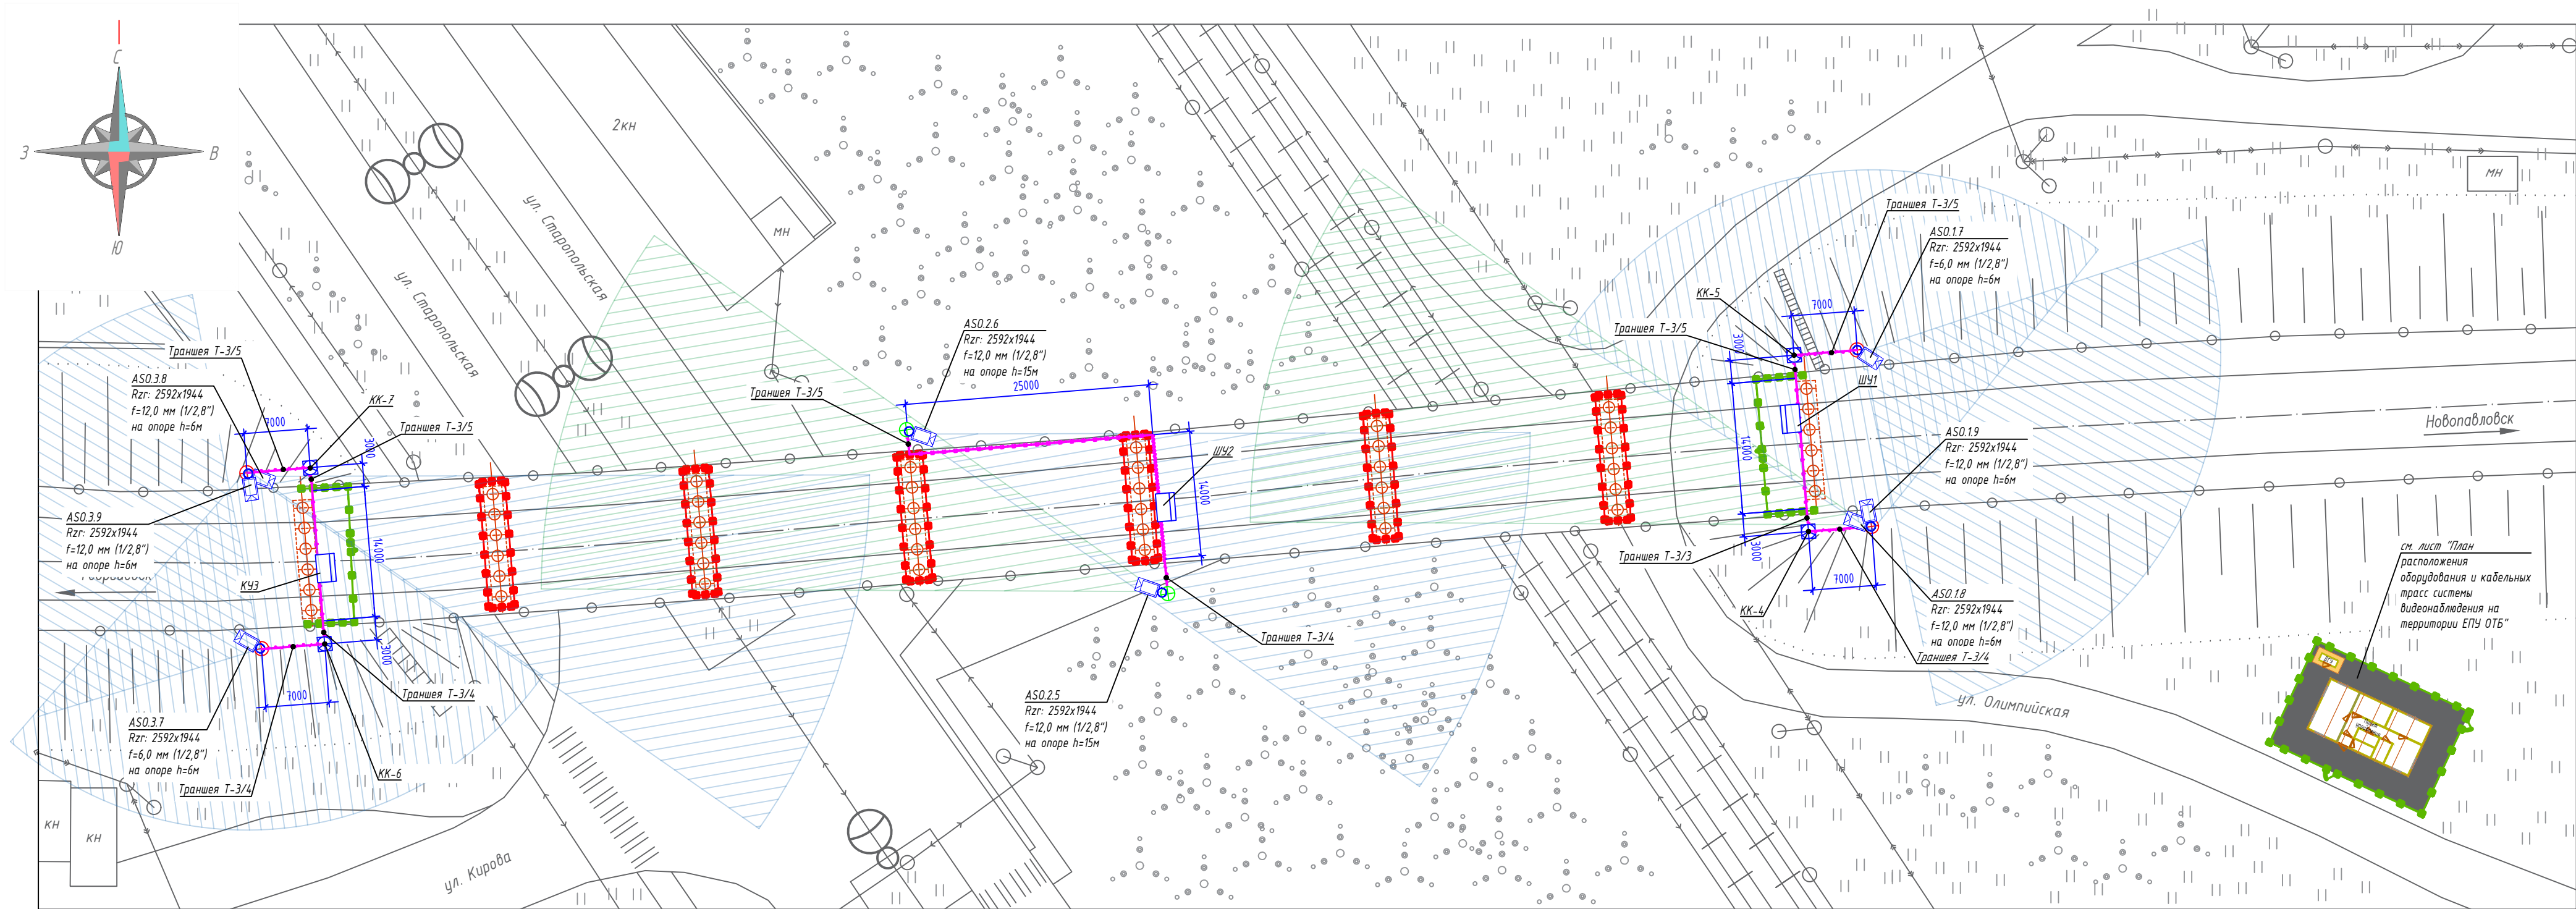 С
З
В
Ю
2кн
мн
мн
ул. Старопольская
ул. Старопольская
Траншея Т-3/5
AS0.3.8
Rzr: 2592x1944
f=12,0 мм (1/2,8")
на опоре h=6м
7000
КК-7
Траншея Т-3/5
3000
14000
AS0.3.9
Rzr: 2592x1944
f=12,0 мм (1/2,8")
на опоре h=6м
КУ3
3000
7000
Траншея Т-3/4
AS0.3.7
Rzr: 2592x1944
f=6,0 мм (1/2,8")
на опоре h=6м
Траншея Т-3/4
КК-6
кн
кн
ул. Кирова
AS0.2.6
Rzr: 2592x1944
f=12,0 мм (1/2,8")
на опоре h=15м
25000
Траншея Т-3/5
ШУ2
14000
Траншея Т-3/4
AS0.2.5
Rzr: 2592x1944
f=12,0 мм (1/2,8")
на опоре h=15м
Траншея Т-3/5
AS0.1.7
Rzr: 2592x1944
f=6,0 мм (1/2,8")
на опоре h=6м
КК-5
7000
Траншея Т-3/5
3000
ШУ1
14000
Новопавловск
AS0.1.9
Rzr: 2592x1944
f=12,0 мм (1/2,8")
на опоре h=6м
Траншея Т-3/3
3000
7000
КК-4
AS0.1.8
Rzr: 2592x1944
f=12,0 мм (1/2,8")
на опоре h=6м
Траншея Т-3/4
ул. Олимпийская
см. лист "План
расположения
оборудования и кабельных
трасс системы
видеонаблюдения на
территории ЕПУ ОТБ"